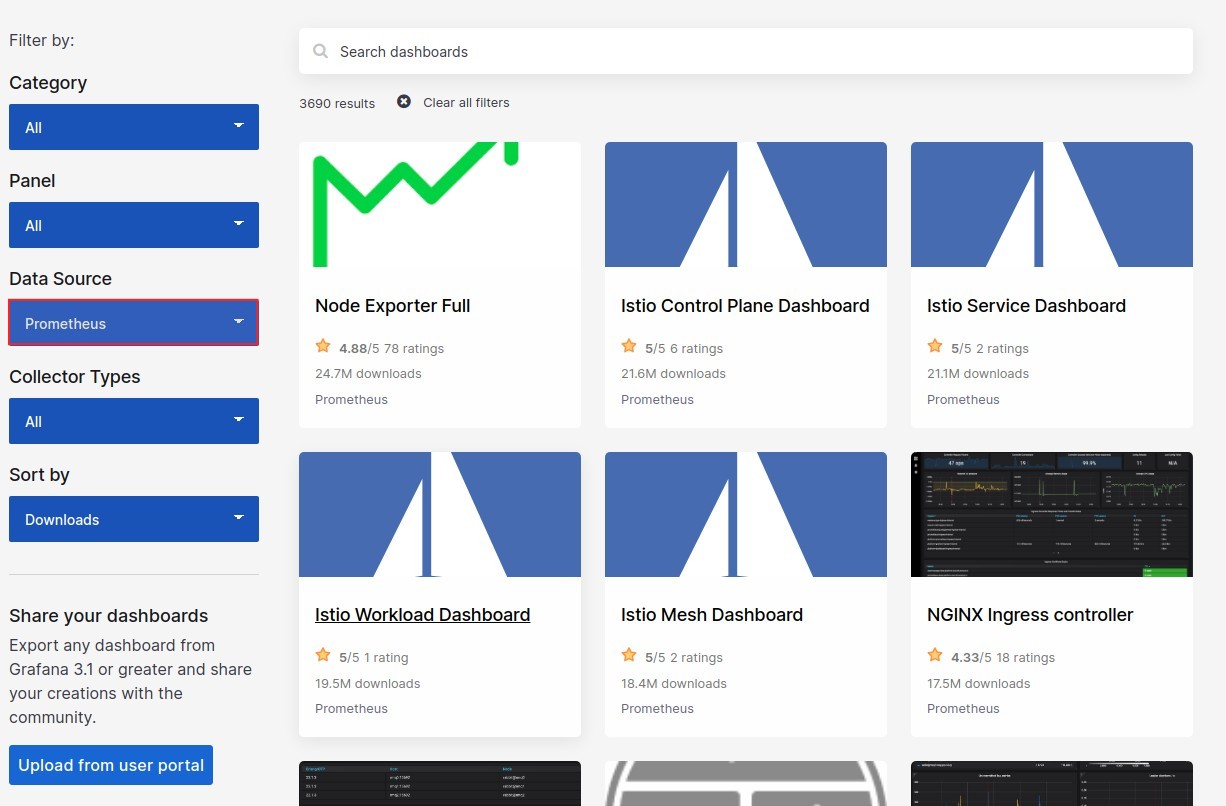 Filter by:
Category
All
Panel
All
Data Source
Prometheus
Collector Types
All
Sort by
Downloads
Share your dashboards
Export any dashboard from
Grafana 3.1 or greater and share
your creations with the
community.
Upload from user portal
Search dashboards
3690 results
Clear all filters
Node Exporter Full
4.88/5 78 ratings
24.7M downloads
Prometheus
Istio Control Plane Dashboard
5/5 6 ratings
21.6M downloads
Prometheus
Istio Service Dashboard
5/5 2 ratings
21.1M downloads
Prometheus
Istio Workload Dashboard
5/5 1 rating
19.5M downloads
Prometheus
Istio Mesh Dashboard
5/5 2 ratings
18.4M downloads
Prometheus
47 ops
19
99.9%
11
N/A
NGINX Ingress controller
4.33/5 18 ratings
17.5M downloads
Prometheus